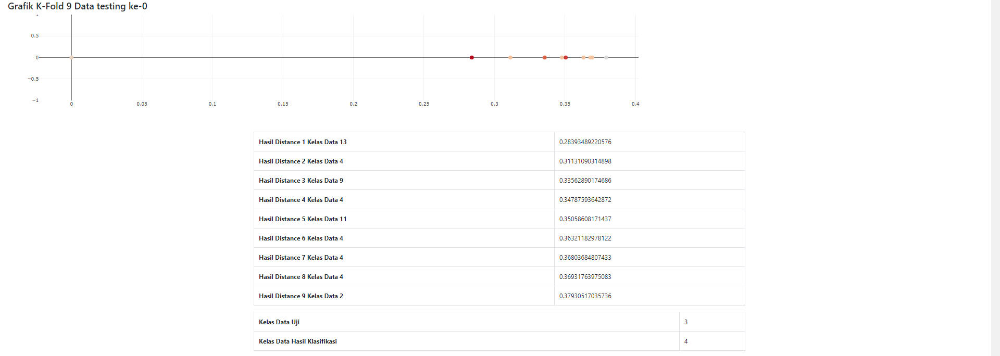 Grafik K-Fold 9 Data testing ke-0
1
0.5
0
−0.5
−1
0 0.05 0.1 0.15 0.2 0.25 0.3 0.35 0.4
Hasil Distance 1 Kelas Data 13 0.28393489220576
Hasil Distance 2 Kelas Data 4 0.31131090314898
Hasil Distance 3 Kelas Data 9 0.33562890174686
Hasil Distance 4 Kelas Data 4 0.34787593642872
Hasil Distance 5 Kelas Data 11 0.35058608171437
Hasil Distance 6 Kelas Data 4 0.36321182978122
Hasil Distance 7 Kelas Data 4 0.36803684807433
Hasil Distance 8 Kelas Data 4 0.36931763975083
Hasil Distance 9 Kelas Data 2 0.37930517035736
Kelas Data Uji 3
Kelas Data Hasil Klasifikasi 4